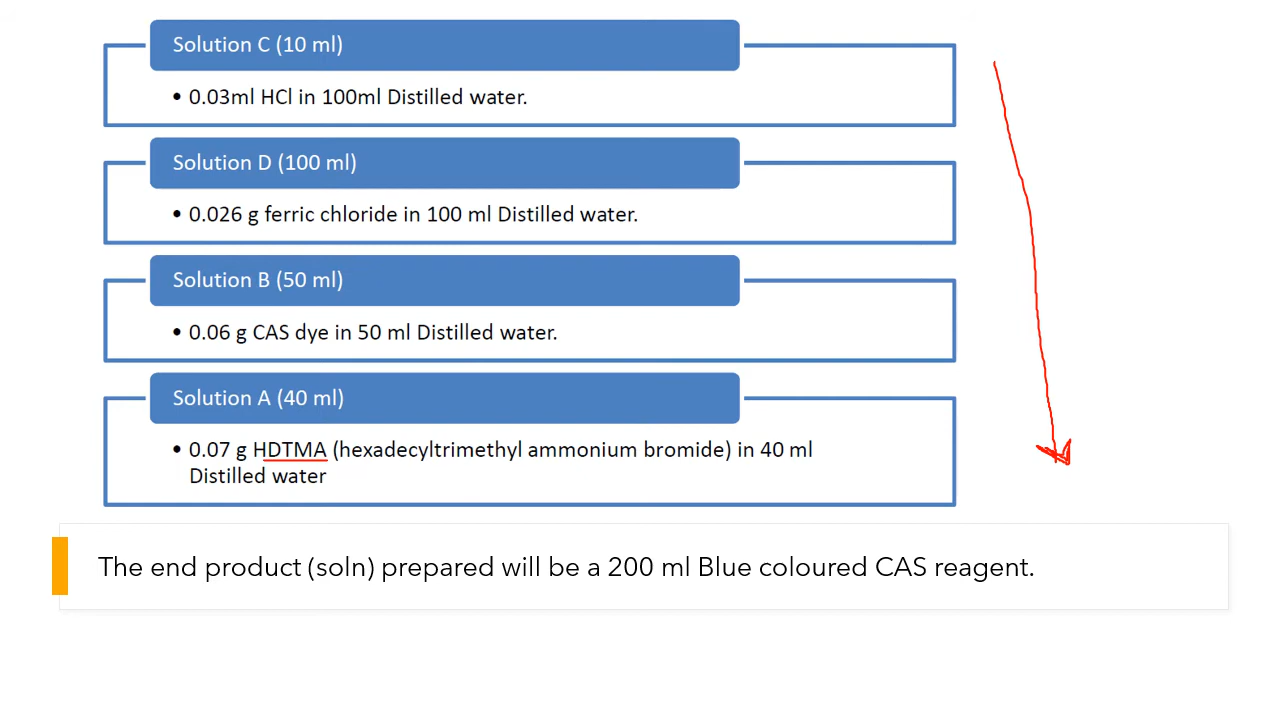 Solution C (10 ml)
• 0.03ml HCl in 100ml Distilled water.
Solution D (100 ml)
• 0.026 g ferric chloride in 100 ml Distilled water.
Solution B (50 ml)
• 0.06 g CAS dye in 50 ml Distilled water.
Solution A (40 ml)
• 0.07 g HDTMA (hexadecyltrimethyl ammonium bromide) in 40 ml
Distilled water
The end product (soln) prepared will be a 200 ml Blue coloured CAS reagent.